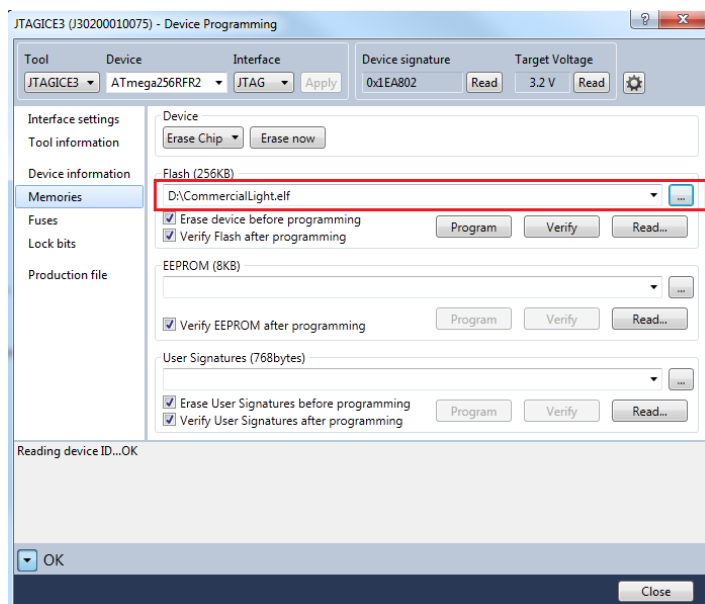 JTAGICE3 (J30200010075) - Device Programming
Tool Device Interface Device signature Target Voltage
JTAGICE3 ATmega256RFR2 JTAG Apply 0x1EA802 Read 3.2 V Read
Interface settings
Tool information
Device information
Memories
Fuses
Lock bits
Production file
Device
Erase Chip Erase now
Flash (256KB)
D:\CommercialLight.elf ...
Erase device before programming
Verify Flash after programming
Program Verify Read...
EEPROM (8KB)
...
Verify EEPROM after programming
Program Verify Read...
User Signatures (768bytes)
...
Erase User Signatures before programming
Verify User Signatures after programming
Program Verify Read...
Reading device ID...OK
OK
Close